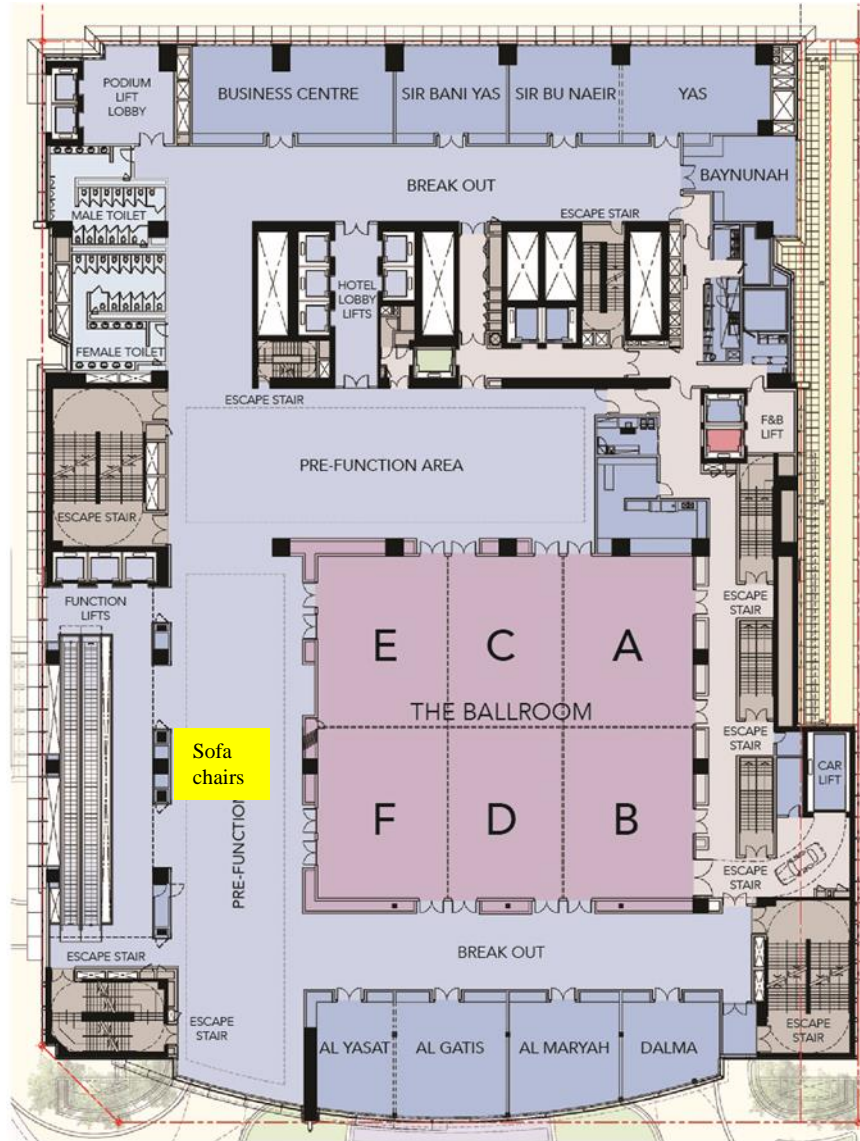 PODIUM
LIFT
LOBBY
BUSINESS CENTRE
SIR BANI YAS
SIR BU NAEIR
YAS
BAYNUNAH
BREAK OUT
MALE TOILET
ESCAPE STAIR
HOTEL
LOBBY
LIFTS
FEMALE TOILET
ESCAPE STAIR
F&B
LIFT
PRE-FUNCTION AREA
ESCAPE STAIR
FUNCTION
LIFTS
ESCAPE
STAIR
E
C
A
THE BALLROOM
Sofa
chairs
ESCAPE
STAIR
CAR
LIFT
PRE-FUNCTION
F
D
B
ESCAPE
STAIR
ESCAPE STAIR
BREAK OUT
ESCAPE
STAIR
ESCAPE
STAIR
AL YASAT
AL GATIS
AL MARYAH
DALMA